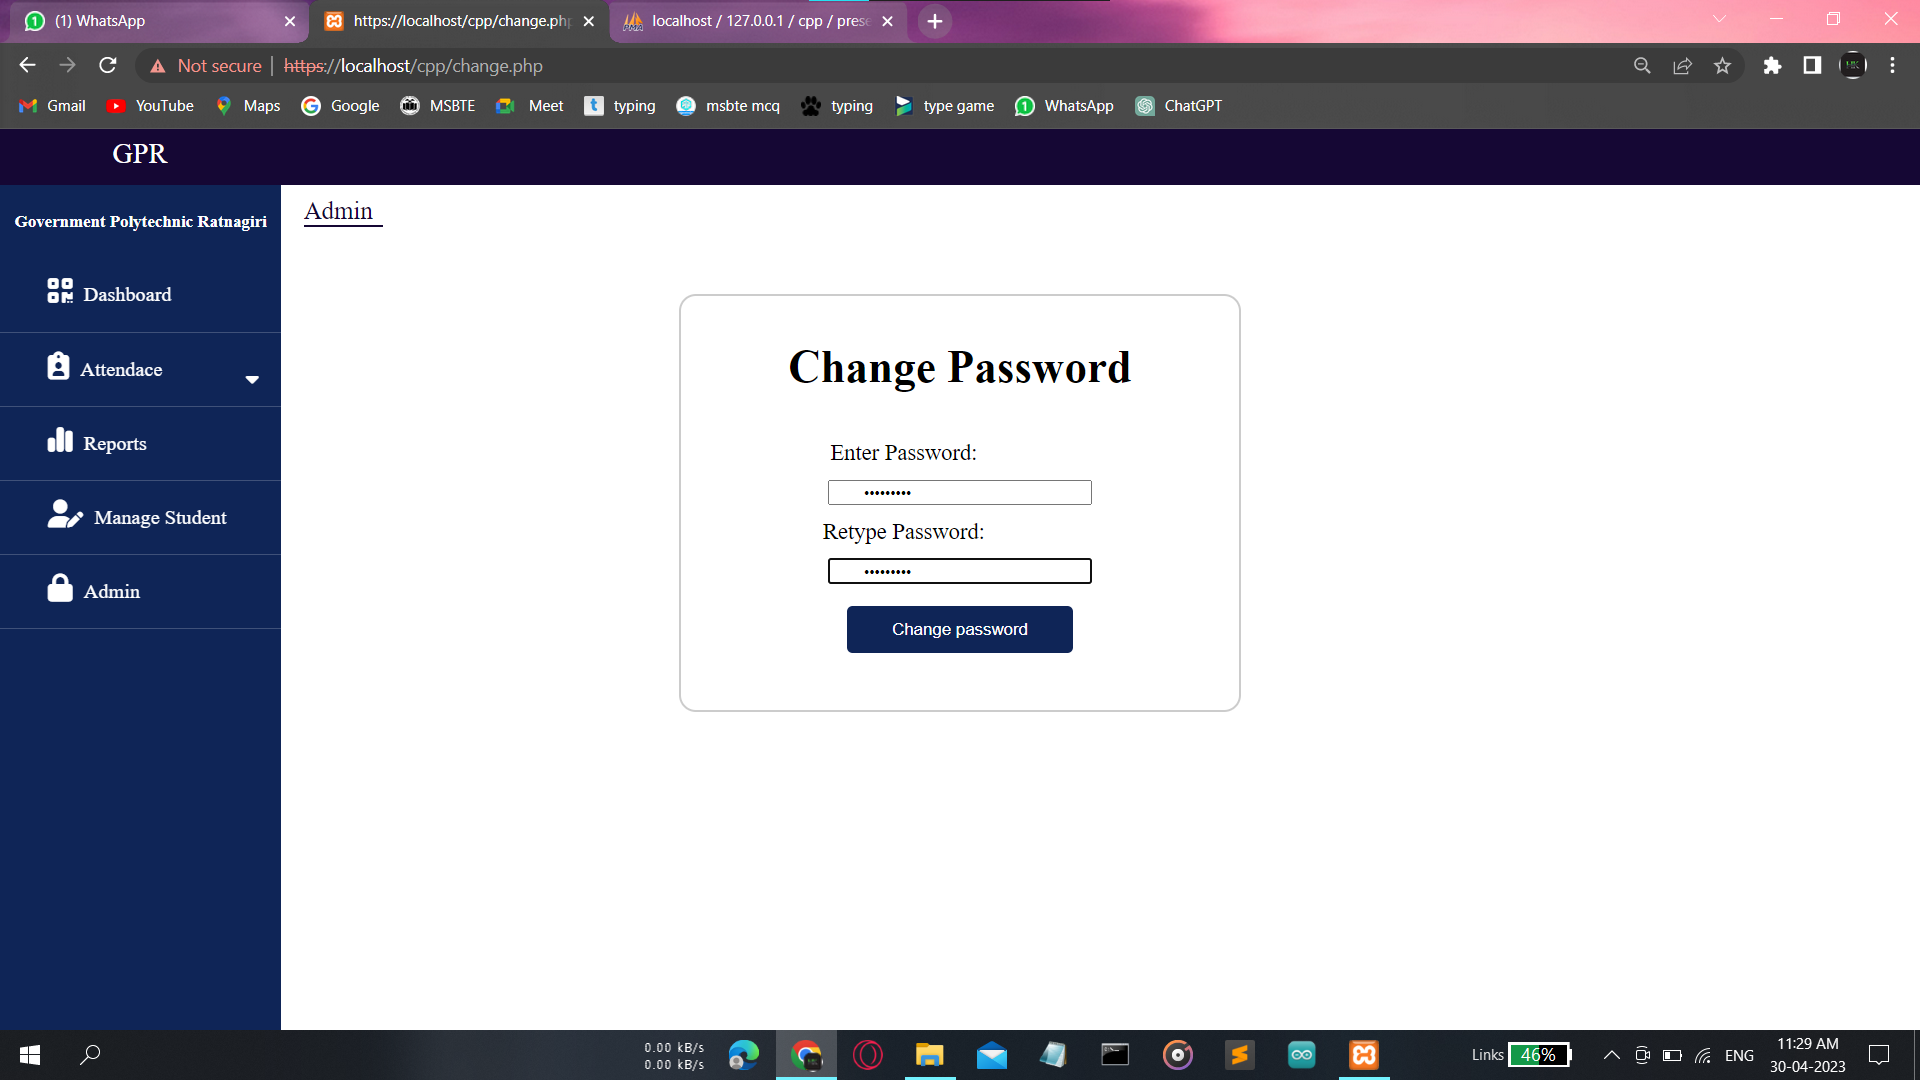 (1) WhatsApp
https://localhost/cpp/change.php
localhost / 127.0.0.1 / cpp / prese
Not secure
https://localhost/cpp/change.php
Gmail
YouTube
Maps
Google
MSBTE
Meet
typing
msbte mcq
typing
type game
WhatsApp
ChatGPT
GPR
Government Polytechnic Ratnagiri
Dashboard
Attendace
Reports
Manage Student
Admin
Admin
Change Password
Enter Password:
•••••••••
Retype Password:
•••••••••
Change password
0.00 kB/s
0.00 kB/s
Links
46%
ENG
11:29 AM
30-04-2023